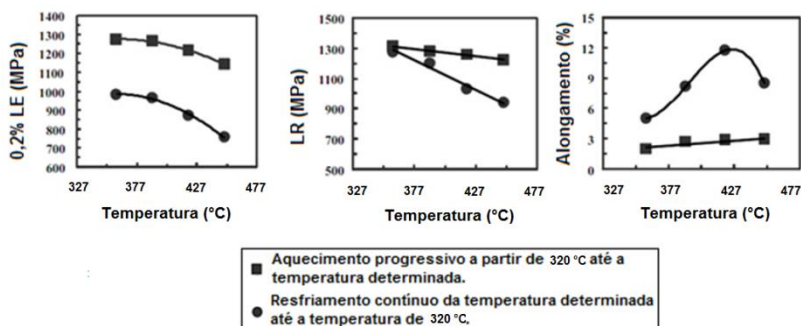 0,2% LE (MPa)
1400
1300
1200
1100
1000
900
800
700
600
327 377 427 477
Temperatura (°C)
LR (MPa)
1500
1300
1100
900
700
500
327 377 427 477
Temperatura (°C)
Alongamento (%)
15
12
9
6
3
0
327 377 427 477
Temperatura (°C)
Aquecimento progressivo a partir de 320 °C até a
temperatura determinada.
Resfriamento contínuo da temperatura determinada
até a temperatura de 320 °C.